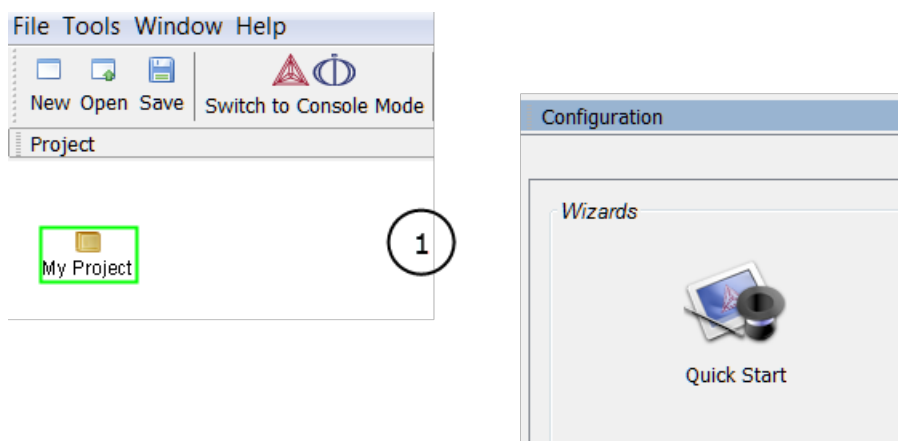 File Tools Window Help
New Open Save Switch to Console Mode
Project
My Project
1
Configuration
Wizards
Quick Start